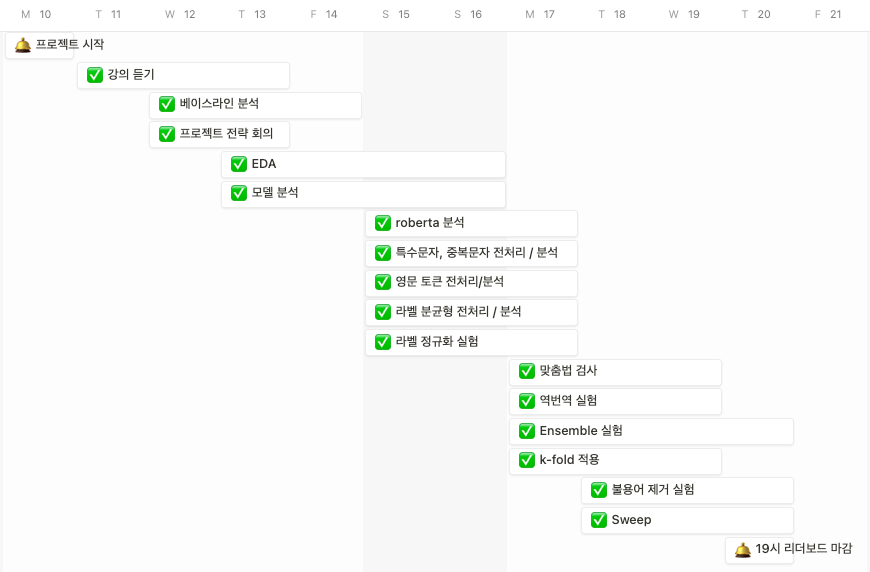 M 10 T 11 W 12 T 13 F 14 S 15 S 16 M 17 T 18 W 19 T 20 F 21
프로젝트 시작
강의 듣기
베이스라인 분석
프로젝트 전략 회의
EDA
모델 분석
roberta 분석
특수문자, 중복문자 전처리 / 분석
영문 토큰 전처리/분석
라벨 분균형 전처리 / 분석
라벨 정규화 실험
맞춤법 검사
역번역 실험
Ensemble 실험
k-fold 적용
불용어 제거 실험
Sweep
19시 리더보드 마감